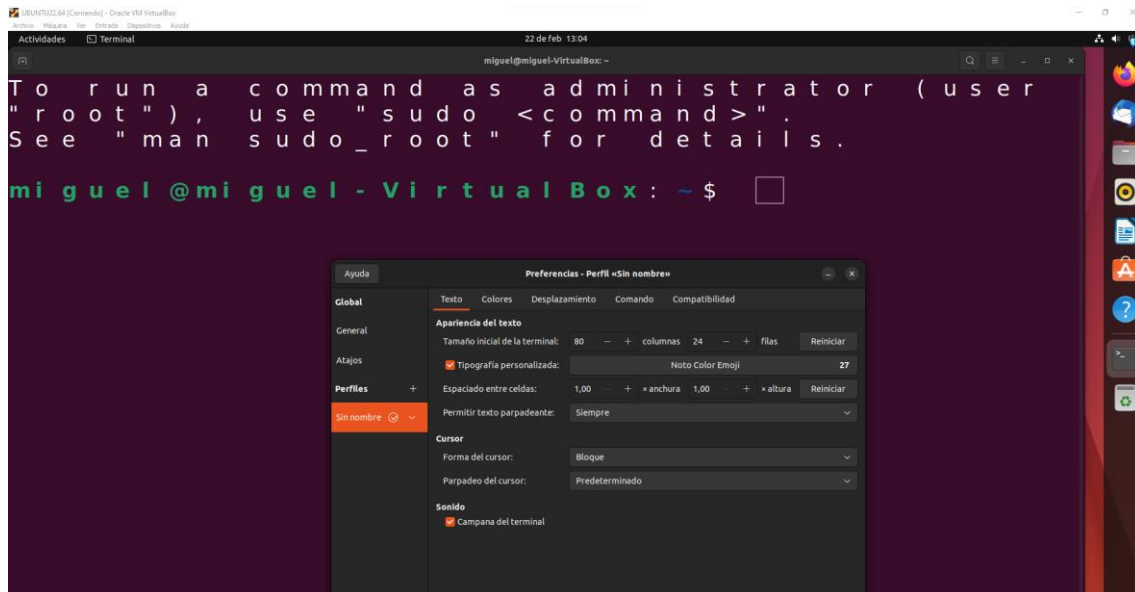 UBUNTU22.64 [Corriendo] - Oracle VM VirtualBox
Archivo Máquina Ver Entrada Dispositivos Ayuda
Actividades Terminal 22 de feb 13:04
miguel@miguel-VirtualBox: ~
To run a command as administrator (user
"root"), use "sudo <command>".
See "man sudo_root" for details.
miguel@miguel-VirtualBox:~$
Ayuda Preferencias - Perfil «Sin nombre»
Global
General
Atajos
Perfiles +
Sin nombre
Texto Colores Desplazamiento Comando Compatibilidad
Apariencia del texto
Tamaño inicial de la terminal: 80 − + columnas 24 − + filas Reiniciar
Tipografía personalizada: Noto Color Emoji 27
Espaciado entre celdas: 1,00 − + × anchura 1,00 − + × altura Reiniciar
Permitir texto parpadeante: Siempre
Cursor
Forma del cursor: Bloque
Parpadeo del cursor: Predeterminado
Sonido
Campana del terminal